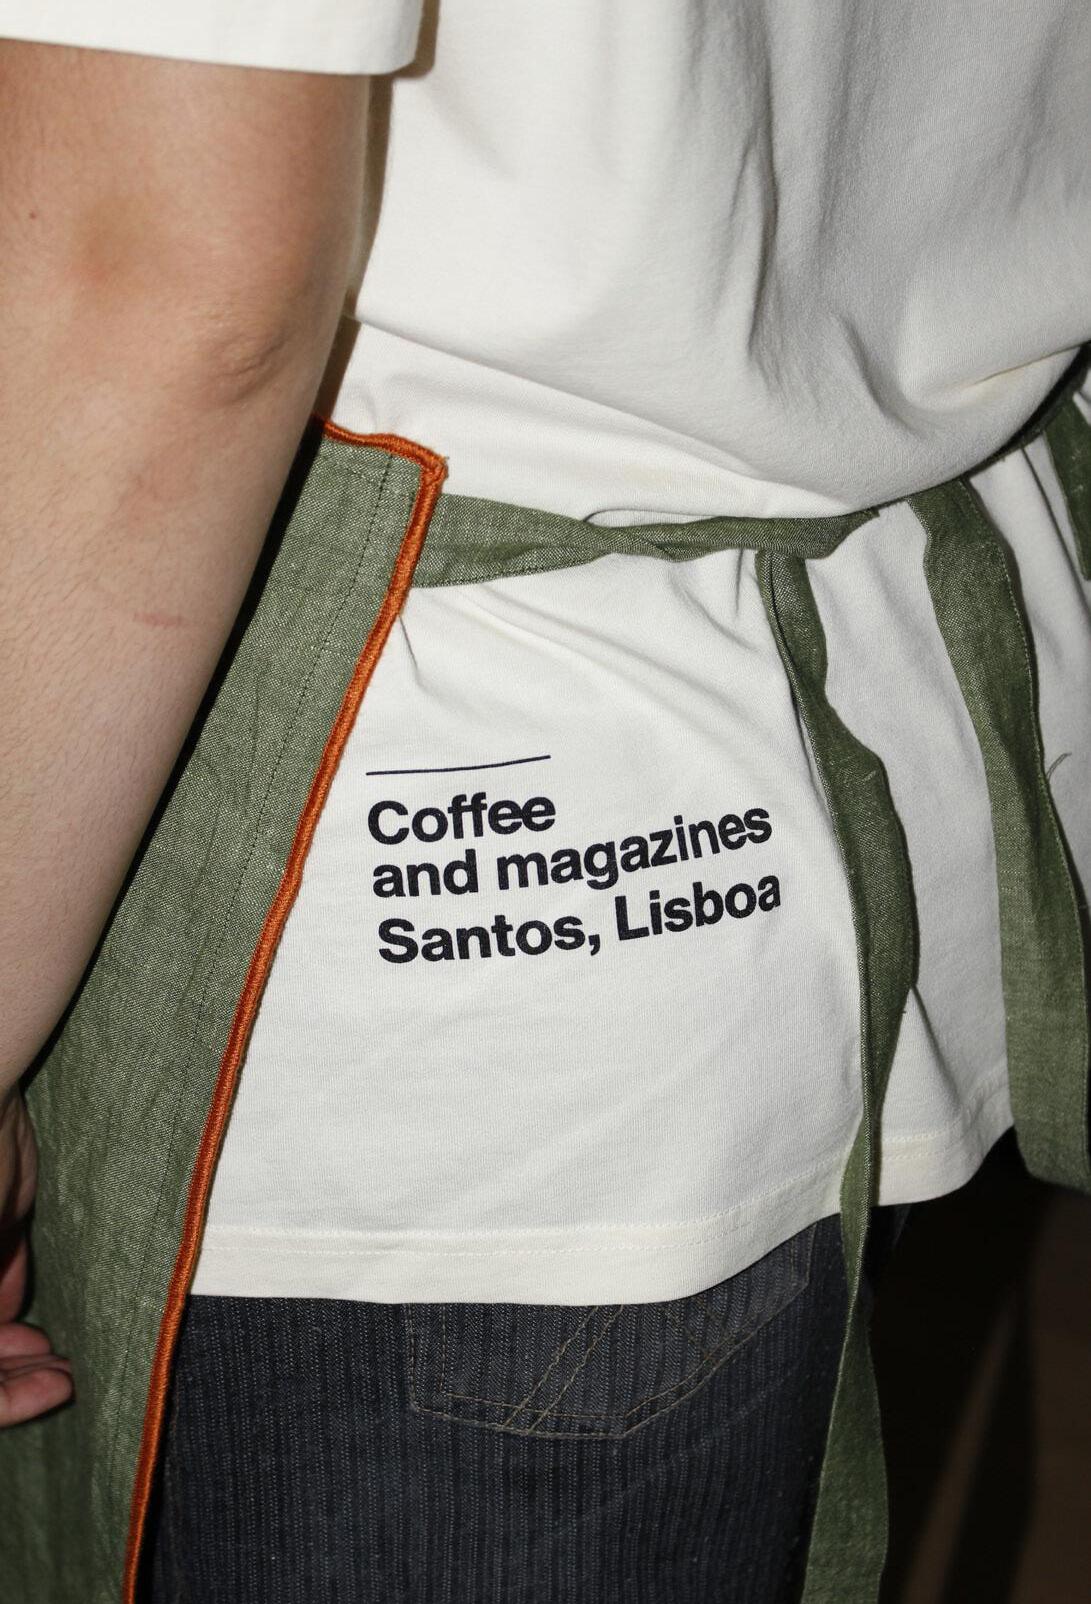 Coffee
and magazines
Santos, Lisboa